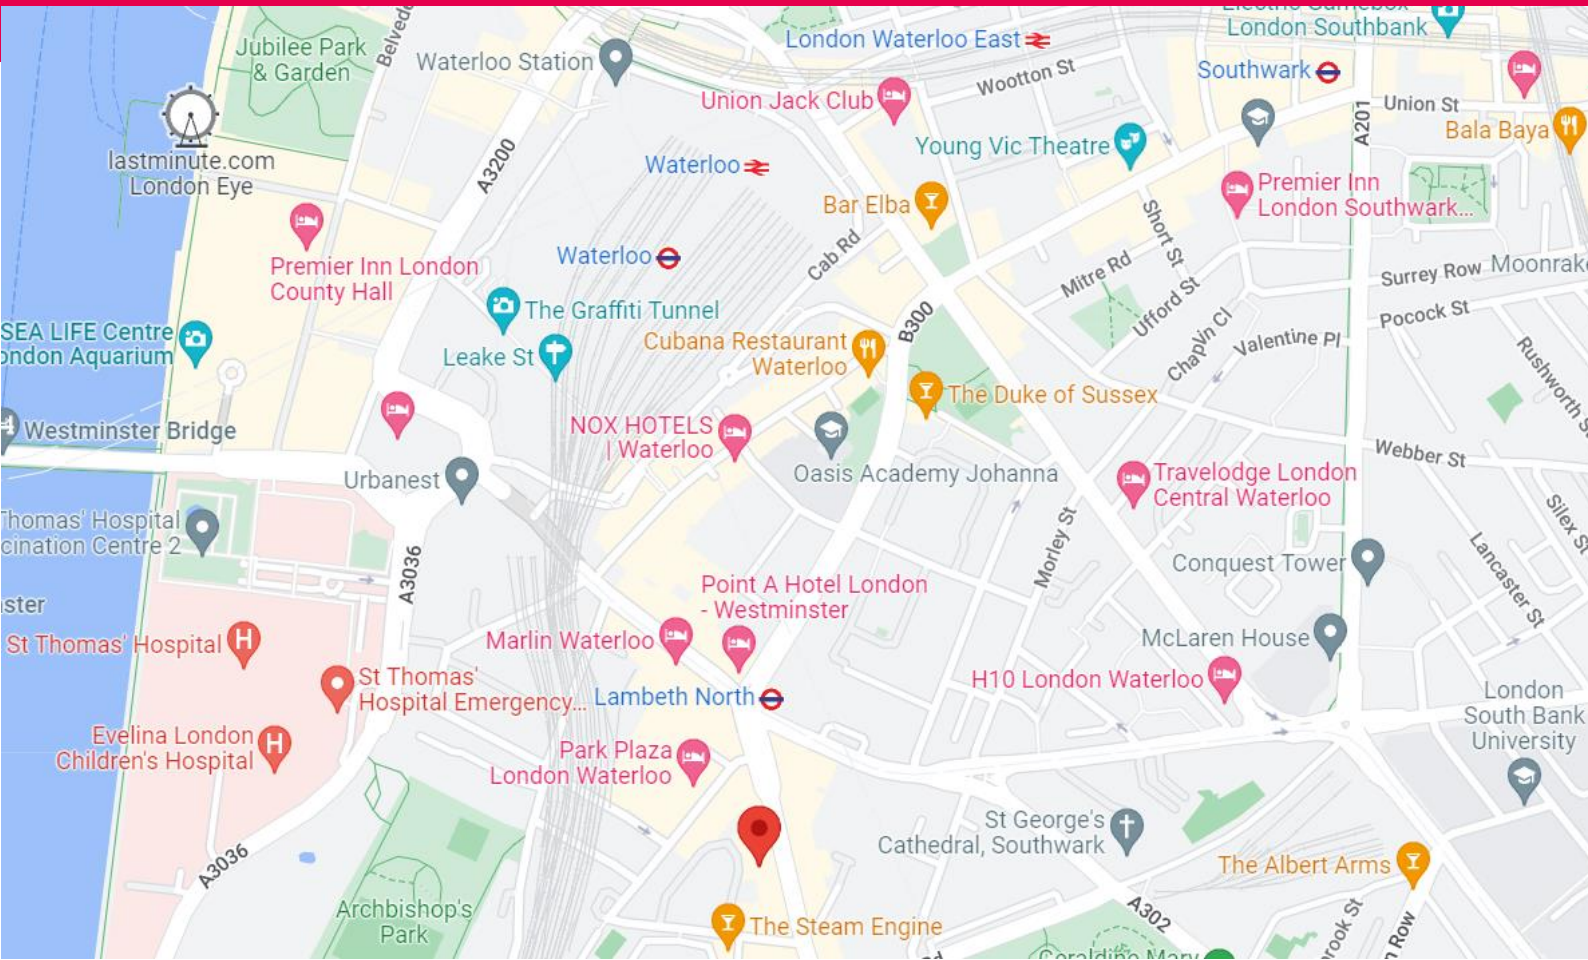 Jubilee Park
& Garden
Waterloo Station
London Waterloo East
London Southbank
Southwark
Wootton St
Union Jack Club
Union St
A201
Bala Baya
Young Vic Theatre
lastminute.com
London Eye
A3200
Waterloo
Bar Elba
Premier Inn
London Southwark...
Short St
Cab Rd
Waterloo
Mitre Rd
Surrey Row
Premier Inn London
County Hall
Ufford St
The Graffiti Tunnel
B300
Pocock St
SEA LIFE Centre
Aquarium
Leake St
Cubana Restaurant
Waterloo
Chaplin Cl
Valentine Pl
The Duke of Sussex
Westminster Bridge
NOX HOTELS
| Waterloo
Webber St
Oasis Academy Johanna
Travelodge London
Central Waterloo
Urbanest
Hospital
Centre 2
Morley St
Lancaster St
Conquest Tower
A3036
Point A Hotel London
- Westminster
St Thomas' Hospital
Marlin Waterloo
McLaren House
St Thomas'
Hospital Emergency...
Lambeth North
H10 London Waterloo
London
South Bank
University
Evelina London
Children's Hospital
Park Plaza
London Waterloo
St George's
Cathedral, Southwark
A3036
The Albert Arms
Archbishop's
Park
The Steam Engine
A302
Row